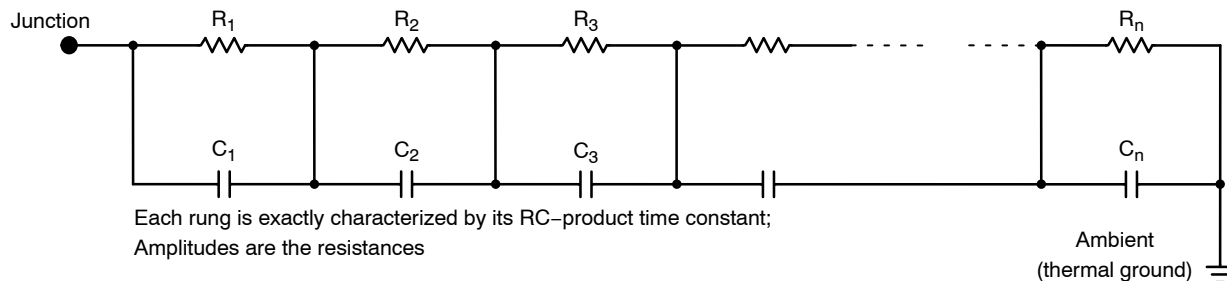 Junction
R₁ R₂ R₃ Rₙ
C₁ C₂ C₃ Cₙ
Each rung is exactly characterized by its RC−product time constant;
Amplitudes are the resistances
Ambient
(thermal ground)